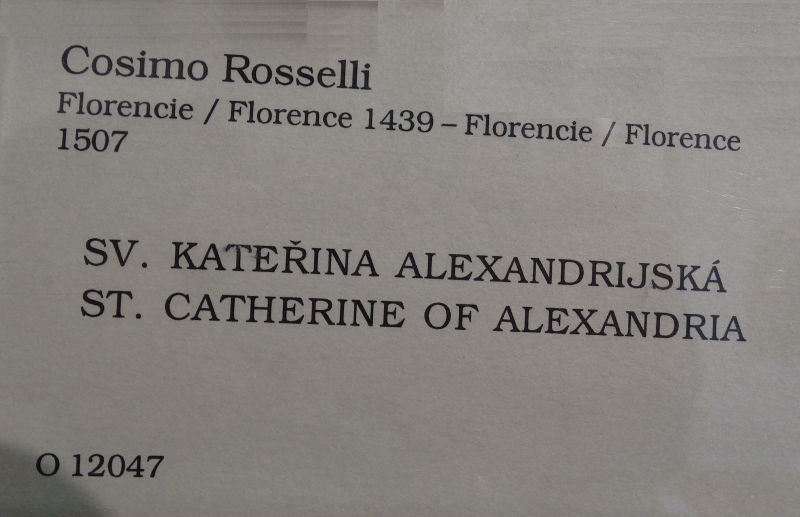 Cosimo Rosselli
Florencie / Florence 1439 – Florencie / Florence
1507
SV. KATEŘINA ALEXANDRIJSKÁ
ST. CATHERINE OF ALEXANDRIA
O 12047